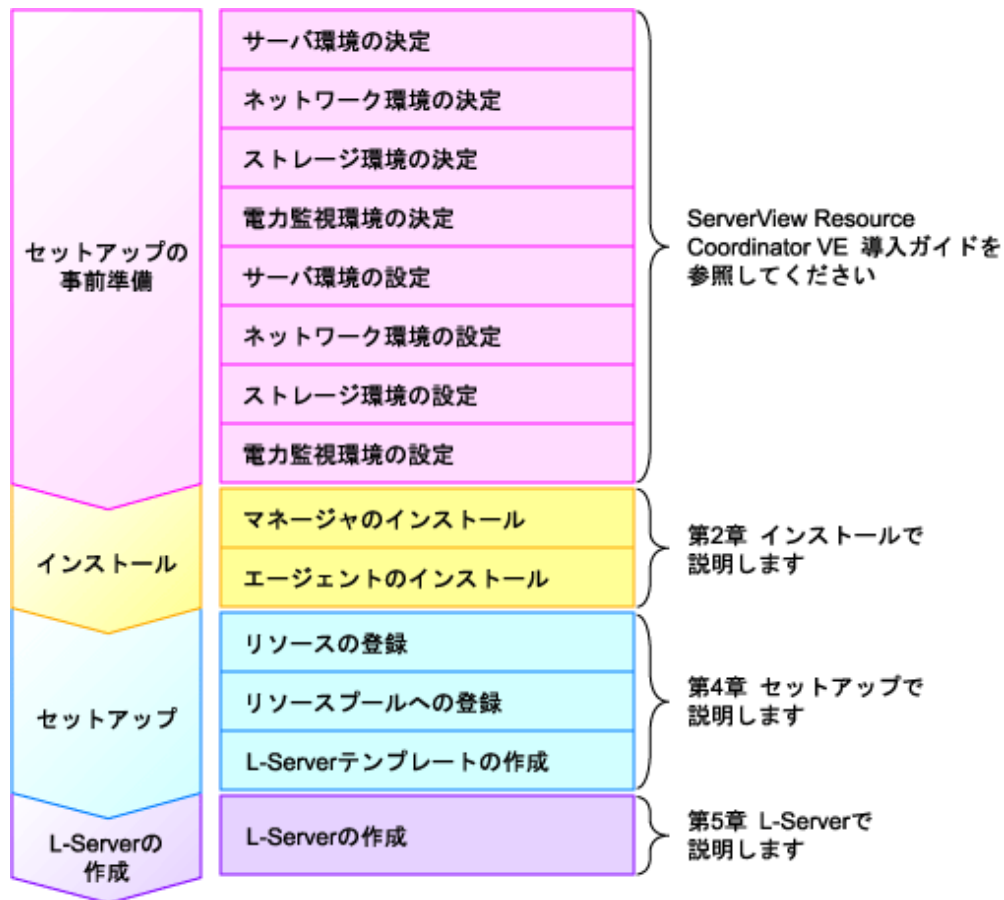 セットアップの
事前準備
サーバ環境の決定
ネットワーク環境の決定
ストレージ環境の決定
電力監視環境の決定
サーバ環境の設定
ネットワーク環境の設定
ストレージ環境の設定
電力監視環境の設定
ServerView Resource
Coordinator VE 導入ガイドを
参照してください
インストール
マネージャのインストール
エージェントのインストール
第2章 インストールで
説明します
セットアップ
リソースの登録
リソースプールへの登録
L-Serverテンプレートの作成
第4章 セットアップで
説明します
L-Serverの
作成
L-Serverの作成
第5章 L-Serverで
説明します